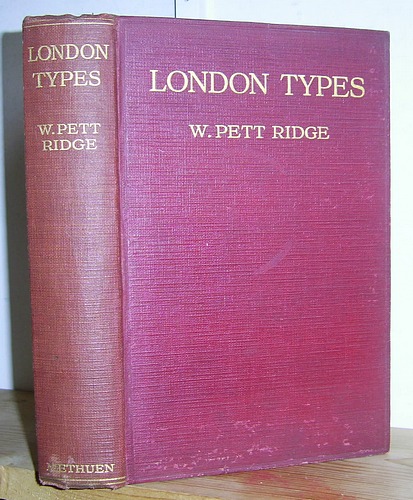 LONDON
TYPES
W. PETT
RIDGE
METHUEN
LONDON TYPES
W. PETT RIDGE